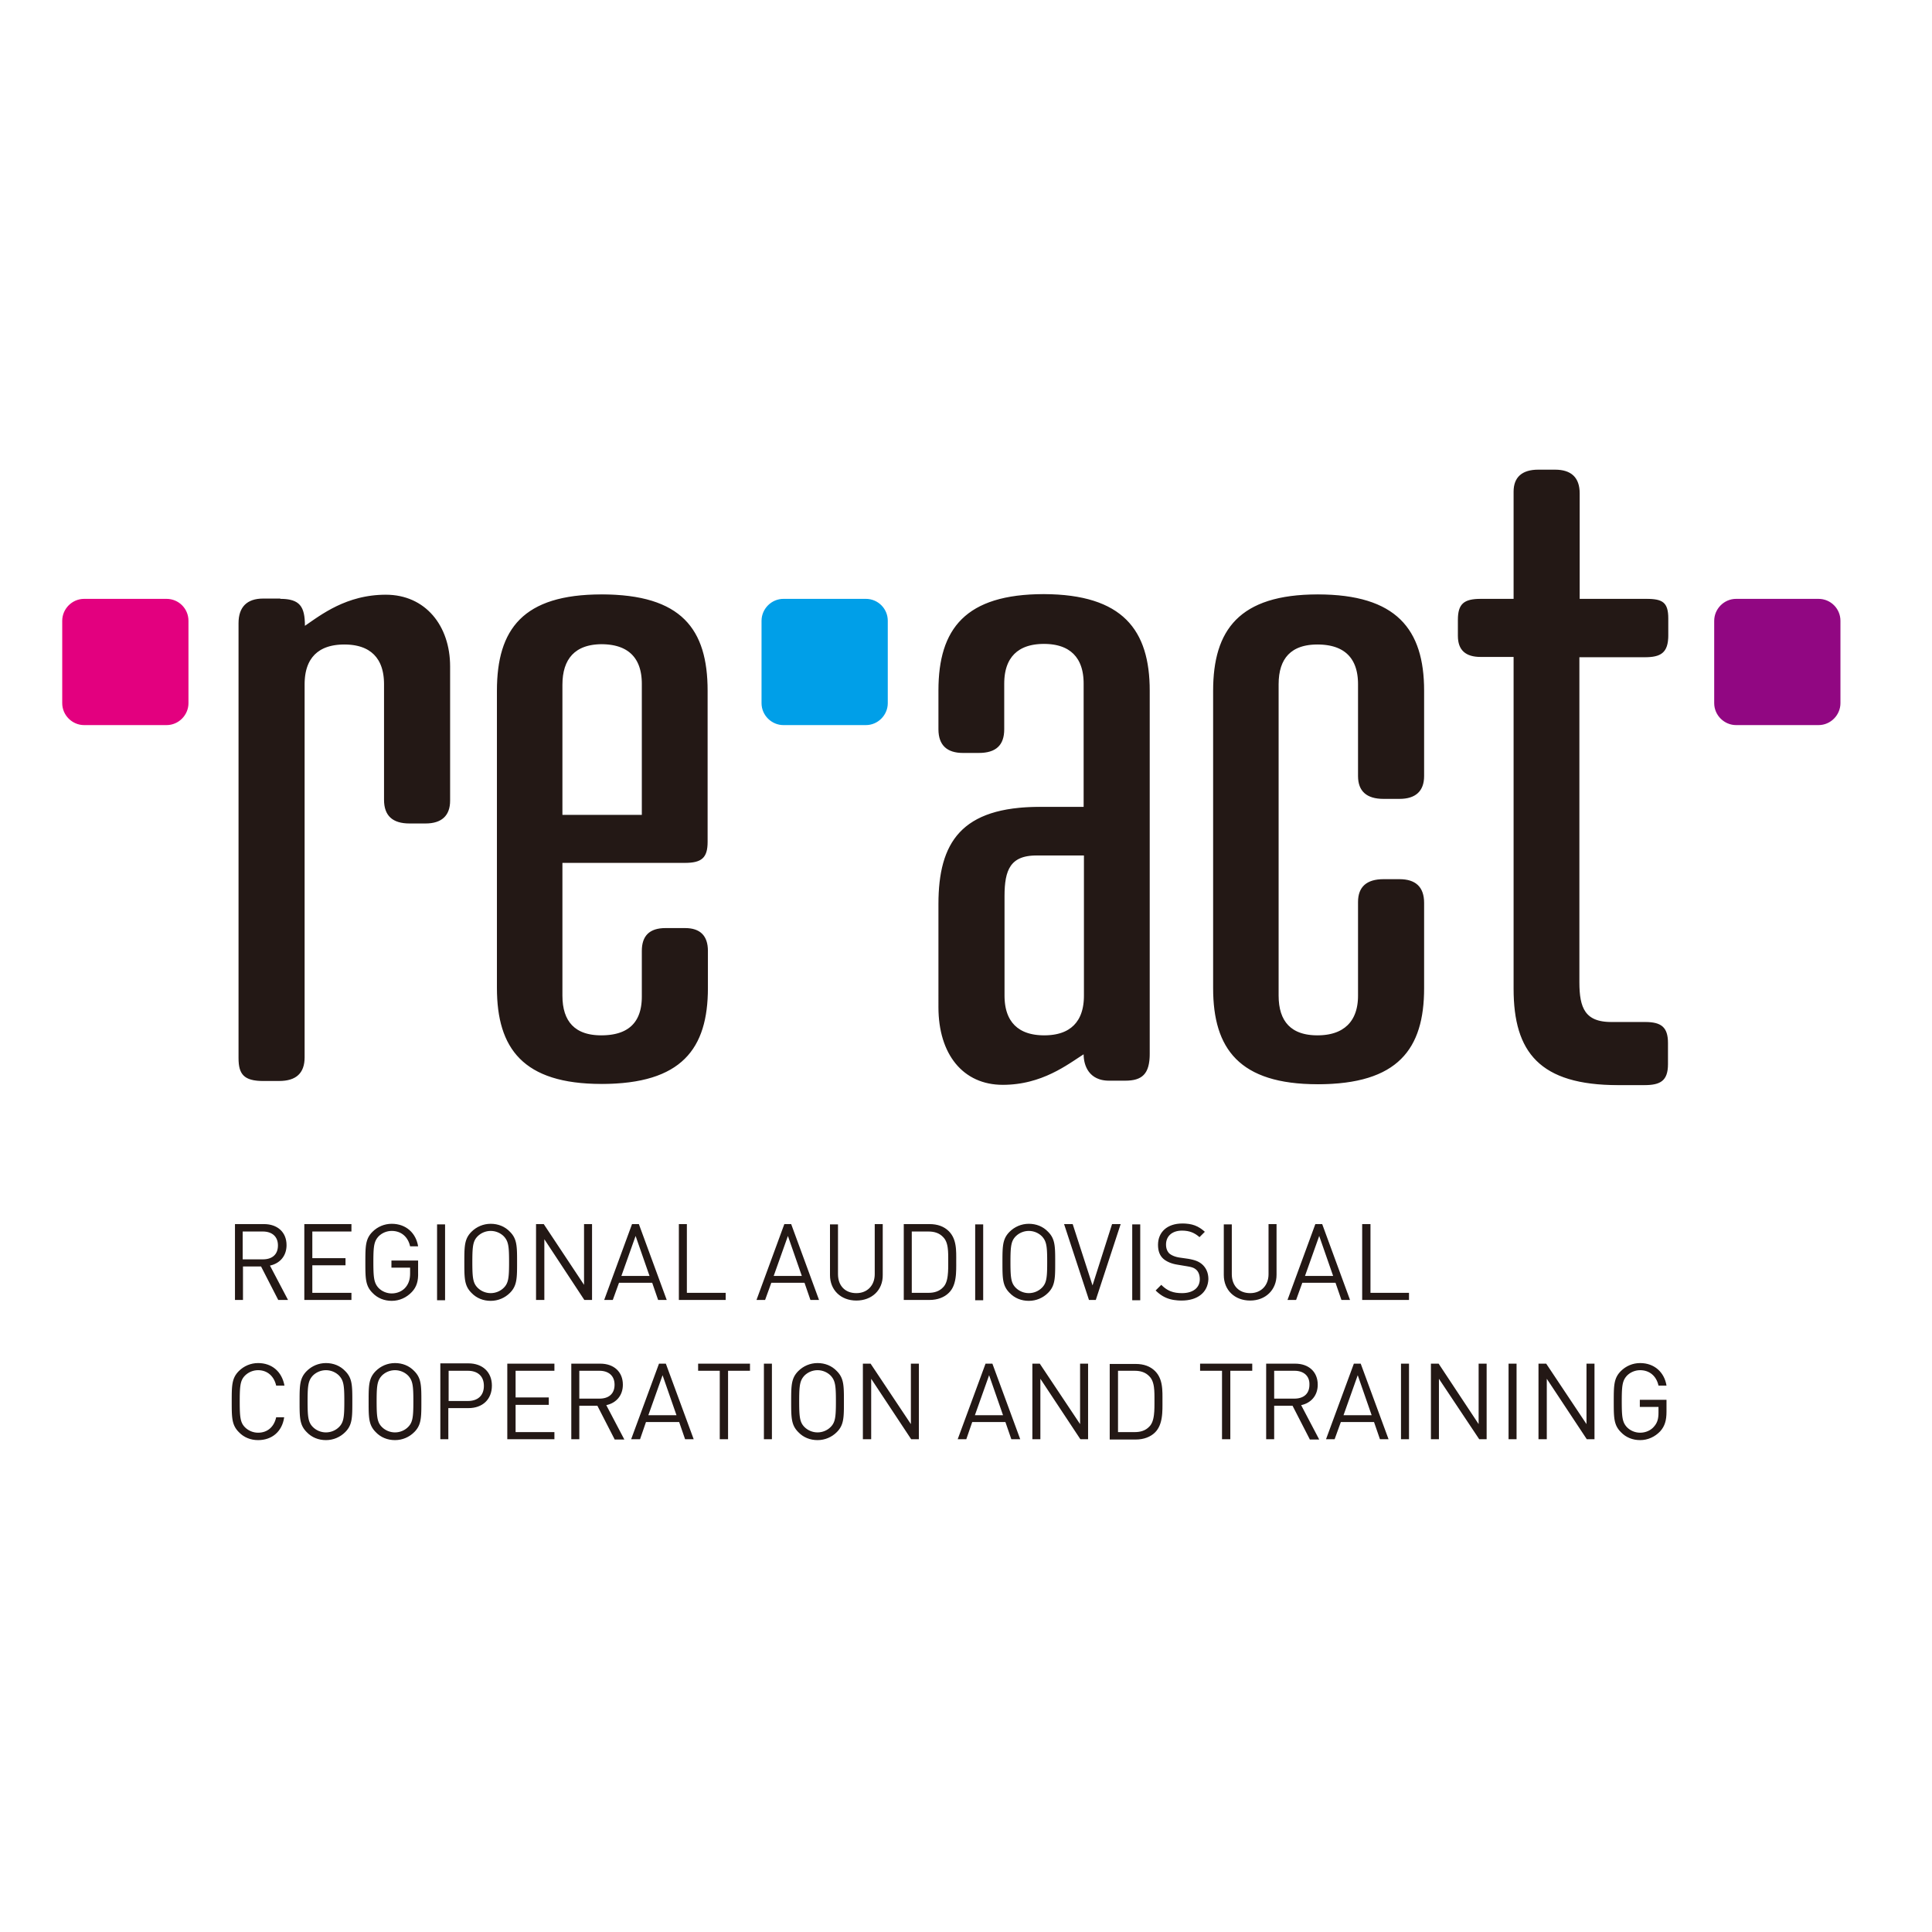 re act
REGIONAL AUDIOVISUAL
COOPERATION AND TRAINING